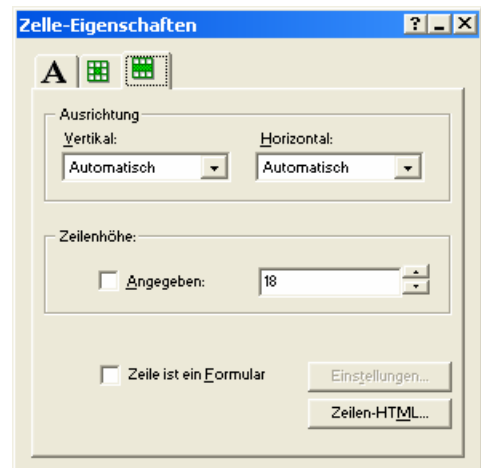 Zelle-Eigenschaften
A
Ausrichtung
Vertikal: Horizontal:
Automatisch Automatisch
Zeilenhöhe:
Angegeben: 18
Zeile ist ein Formular Einstellungen...
Zeilen-HTML...